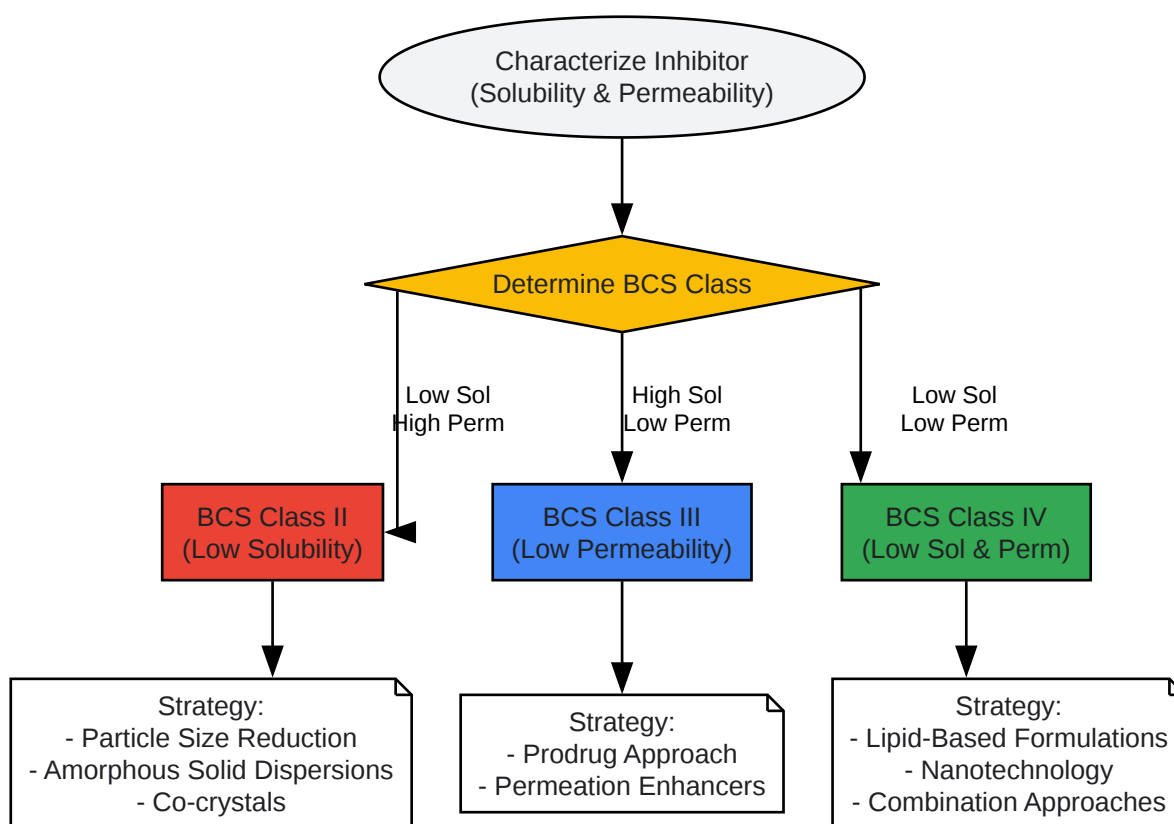 Characterize Inhibitor
(Solubility & Permeability)
Determine BCS Class
Low Sol
High Perm
High Sol
Low Perm
Low Sol
Low Perm
BCS Class II
(Low Solubility)
BCS Class III
(Low Permeability)
BCS Class IV
(Low Sol & Perm)
Strategy:
- Particle Size Reduction
- Amorphous Solid Dispersions
- Co-crystals
Strategy:
- Prodrug Approach
- Permeation Enhancers
Strategy:
- Lipid-Based Formulations
- Nanotechnology
- Combination Approaches